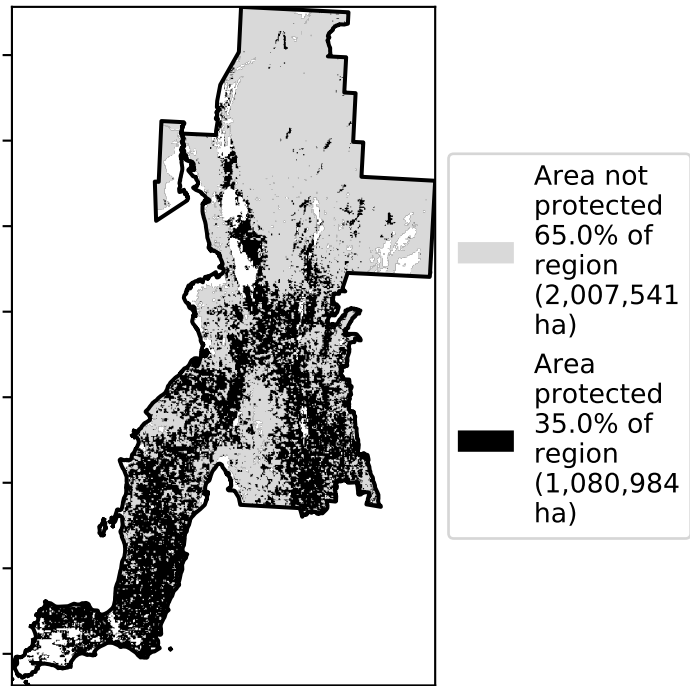 Area not
protected
65.0% of
region
(2,007,541
ha)
Area
protected
35.0% of
region
(1,080,984
ha)